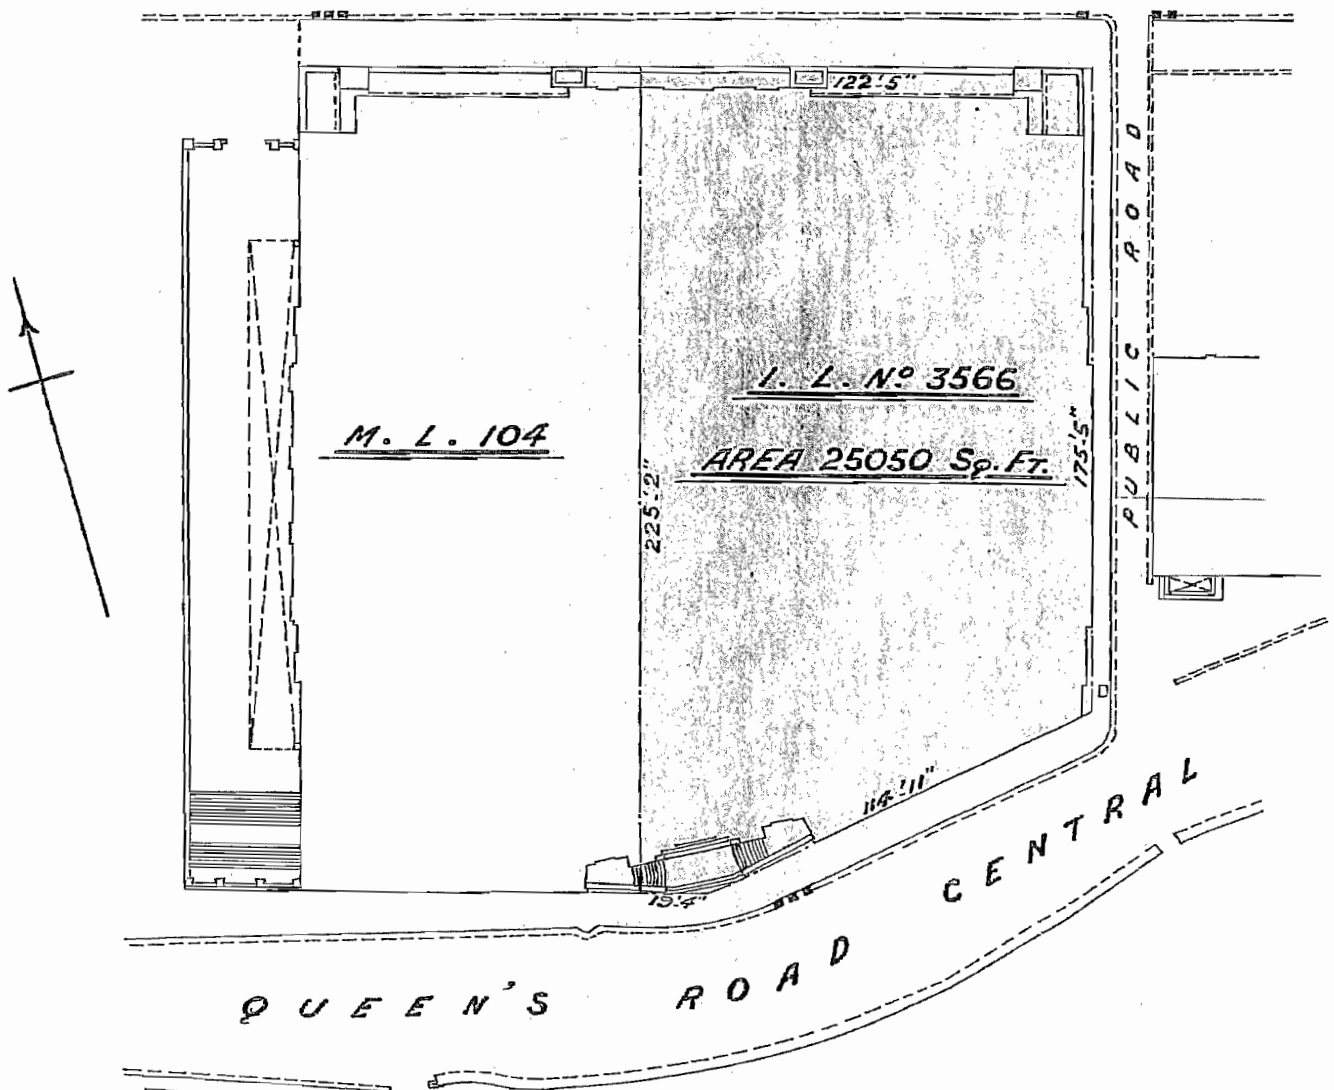 122'·5"
PUBLIC ROAD
I. L. Nº 3566
M. L. 104
AREA 25050 Sq. Ft.
175'·5"
225'·2"
114'·11"
19'·4"
QUEEN'S ROAD CENTRAL